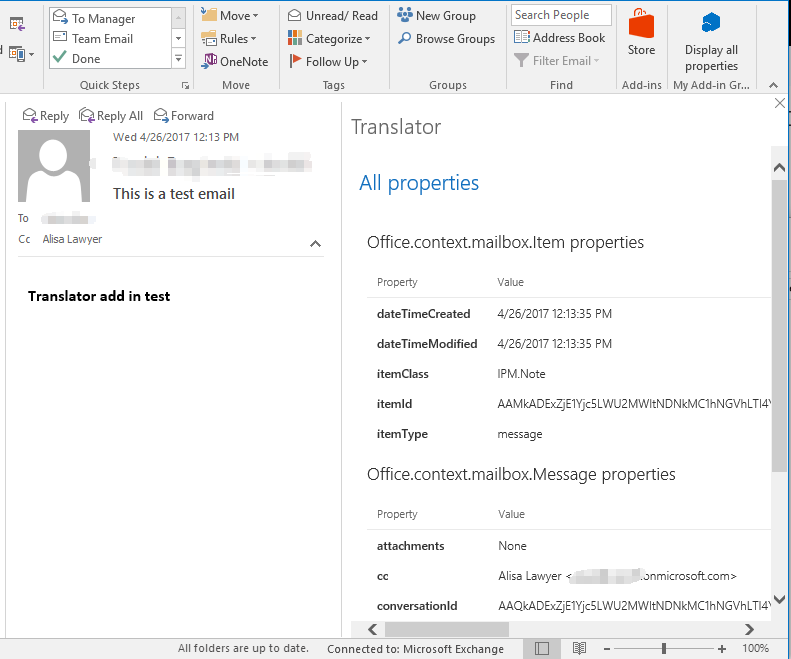 To Manager
Team Email
Done
Quick Steps
Move
Rules
OneNote
Move
Unread/ Read
Categorize
Follow Up
Tags
New Group
Browse Groups
Groups
Search People
Address Book
Filter Email
Find
Store
Add-ins
Display all
properties
My Add-in Gr...
Reply
Reply All
Forward
Wed 4/26/2017 12:13 PM
This is a test email
To
Cc Alisa Lawyer
Translator add in test
Translator
All properties
Office.context.mailbox.Item properties
Property Value
dateTimeCreated 4/26/2017 12:13:35 PM
dateTimeModified 4/26/2017 12:13:35 PM
itemClass IPM.Note
itemId AAMkADExZjE1Yjc5LWU2MWItNDNkMC1hNGVhLTI4Y
itemType message
Office.context.mailbox.Message properties
Property Value
attachments None
cc Alisa Lawyer < .onmicrosoft.com>
conversationId AAQkADExZjE1Yjc5LWU2MWItNDNkMC1hNGVhLTI4Y
All folders are up to date. Connected to: Microsoft Exchange 100%